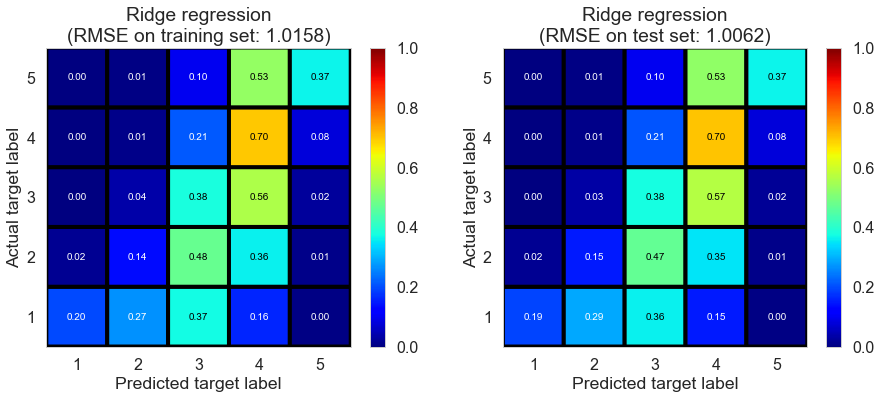 Ridge regression
(RMSE on training set: 1.0158)
Actual target label
5
0.00 0.01 0.10 0.53 0.37
4
0.00 0.01 0.21 0.70 0.08
3
0.00 0.04 0.38 0.56 0.02
2
0.02 0.14 0.48 0.36 0.01
1
0.20 0.27 0.37 0.16 0.00
1 2 3 4 5
Predicted target label
1.0
0.8
0.6
0.4
0.2
0.0
Ridge regression
(RMSE on test set: 1.0062)
Actual target label
5
0.00 0.01 0.10 0.53 0.37
4
0.00 0.01 0.21 0.70 0.08
3
0.00 0.03 0.38 0.57 0.02
2
0.02 0.15 0.47 0.35 0.01
1
0.19 0.29 0.36 0.15 0.00
1 2 3 4 5
Predicted target label
1.0
0.8
0.6
0.4
0.2
0.0